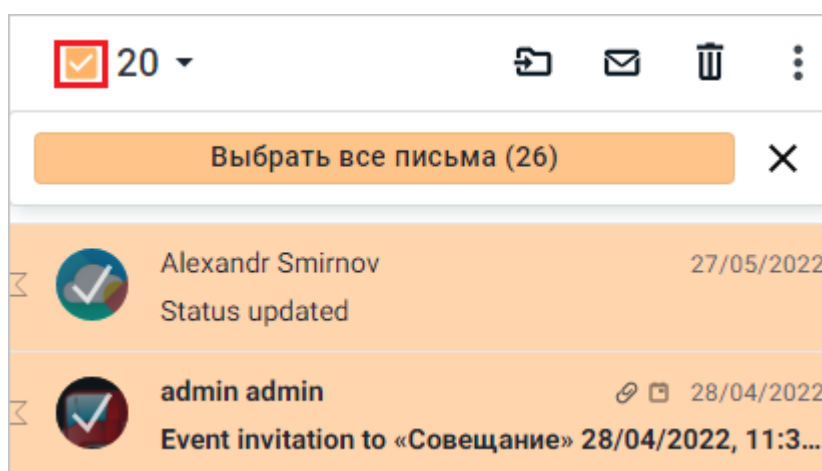 20
Выбрать все письма (26)
Alexandr Smirnov 27/05/2022
Status updated
admin admin 28/04/2022
Event invitation to «Совещание» 28/04/2022, 11:3...